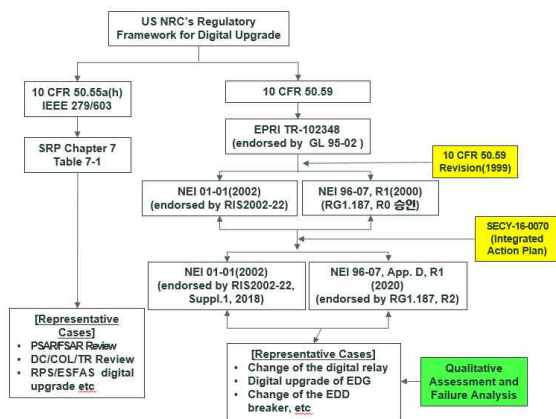 US NRC's Regulatory
Framework for Digital Upgrade
10 CFR 50.55a(h)
IEEE 279/603
10 CFR 50.59
SRP Chapter 7
Table 7-1
EPRI TR-102348
(endorsed by GL 95-02 )
10 CFR 50.59
Revision(1999)
NEI 01-01(2002)
(endorsed by RIS2002-22)
NEI 96-07, R1(2000)
(RG1.187, R0 승인)
SECY-16-0070
(Integrated
Action Plan)
NEI 01-01(2002)
(endorsed by RIS2002-22,
Suppl.1, 2018)
NEI 96-07, App. D, R1
(2020)
(endorsed by RG1.187, R2)
[Representative
Cases]
• PSAR/FSAR Review
• DC/COL/TR Review
• RPS/ESFAS digital
upgrade etc
[Representative Cases]
• Change of the digital relay
• Digital upgrade of EDG
• Change of the EDD
breaker, etc
Qualitative
Assessment and
Failure Analysis